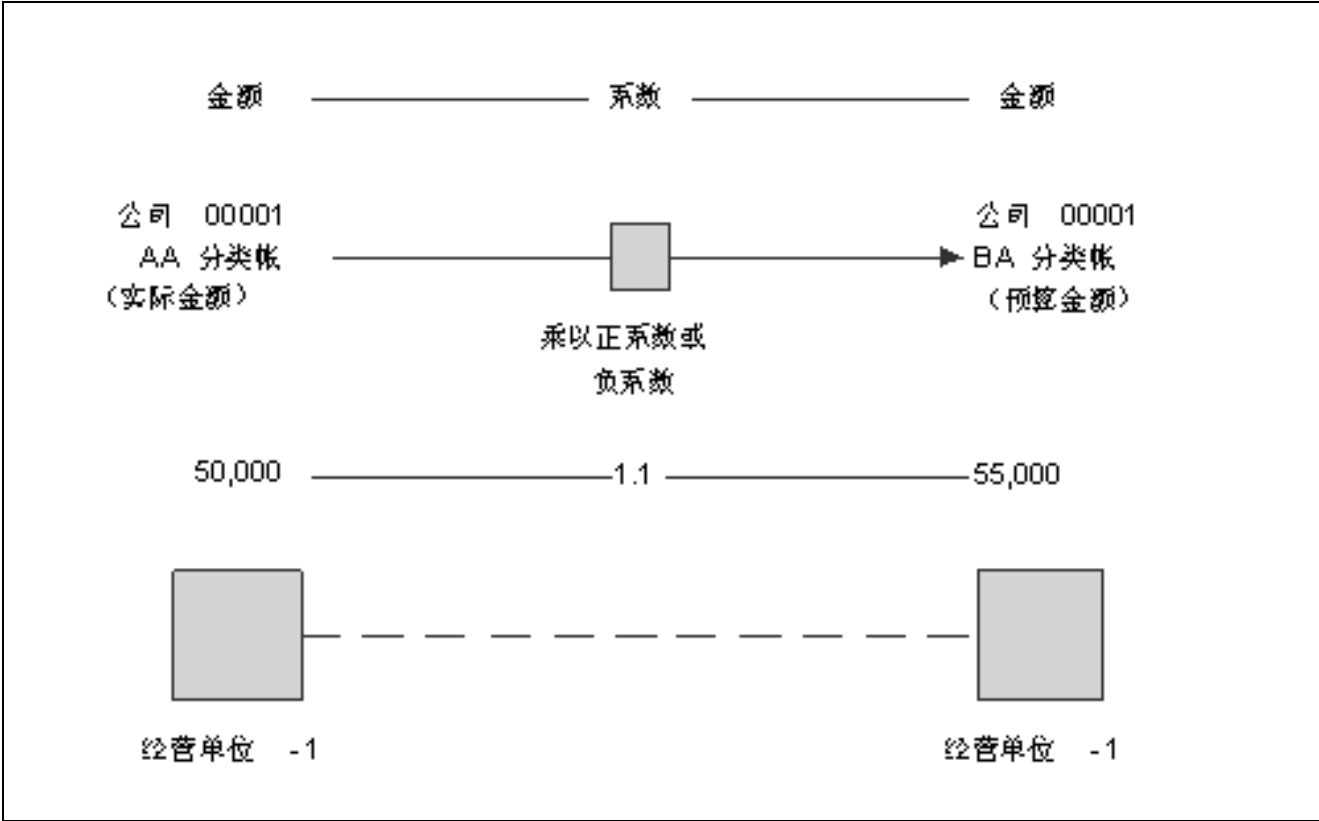 金额 系数 金额
公司 00001 公司 00001
AA 分类帐 BA 分类帐
(实际金额) (预算金额)
乘以正系数或
负系数
50,000 1.1 55,000
经营单位 -1 经营单位 -1